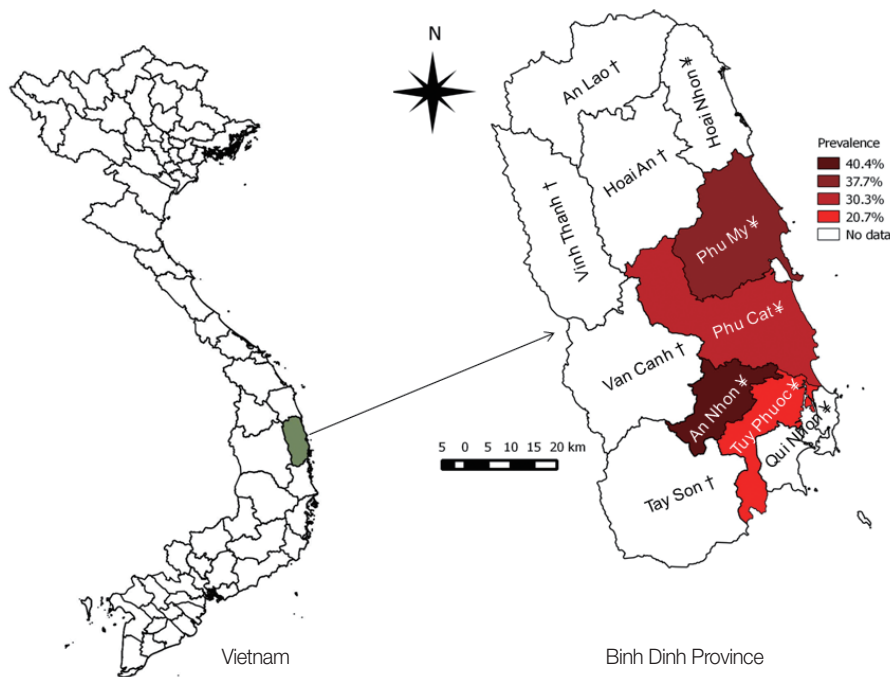 N
An Lao †
Hoai Nhon ¥
Hoai An †
Vinh Thanh †
Phu My ¥
Phu Cat ¥
Van Canh †
An Nhon ¥
Tuy Phuoc ¥
Qui Nhon ¥
Tay Son †
Prevalence
40.4%
37.7%
30.3%
20.7%
No data
5 0 5 10 15 20 km
Vietnam
Binh Dinh Province